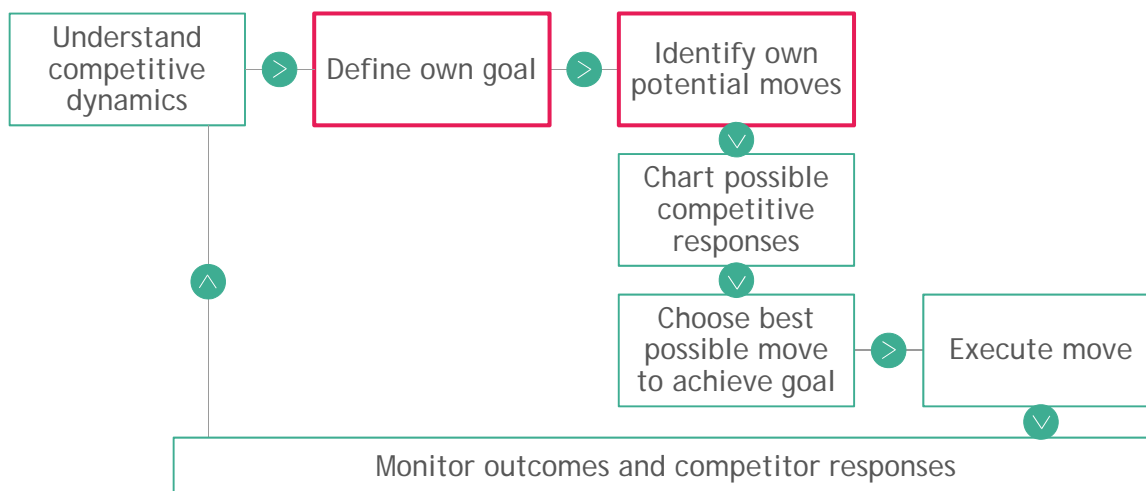 Understand
competitive
dynamics
Define own goal
Identify own
potential moves
Chart possible
competitive
responses
Choose best
possible move
to achieve goal
Execute move
Monitor outcomes and competitor responses